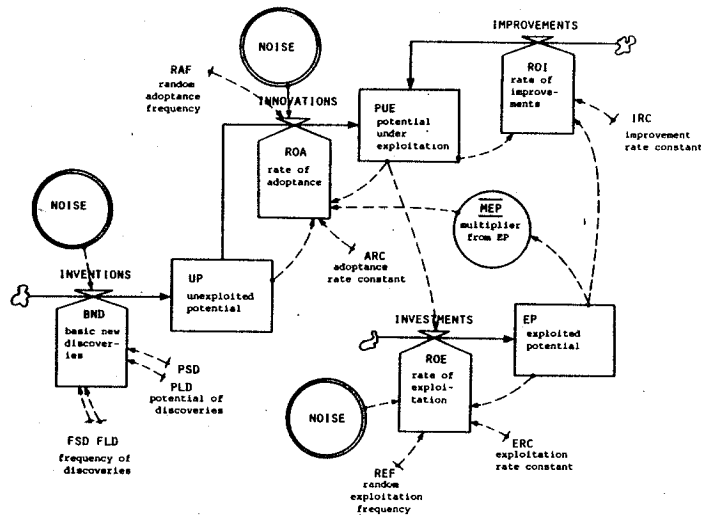 IMPROVEMENTS
NOISE
RAF
random
adoptance
frequency
INNOVATIONS
ROI
rate of
improve-
ments
PUE
potential
under
exploitation
IRC
improvement
rate constant
ROA
rate of
adoptance
NOISE
MEP
multiplier
from EP
ARC
adoptance
rate constant
INVENTIONS
UP
unexploited
potential
BND
basic new
discover-
ies
INVESTMENTS
EP
exploited
potential
PSD
PLD
potential of
discoveries
ROE
rate of
exploi-
tation
NOISE
FSD FLD
frequency of
discoveries
ERC
exploitation
rate constant
REF
random
exploitation
frequency